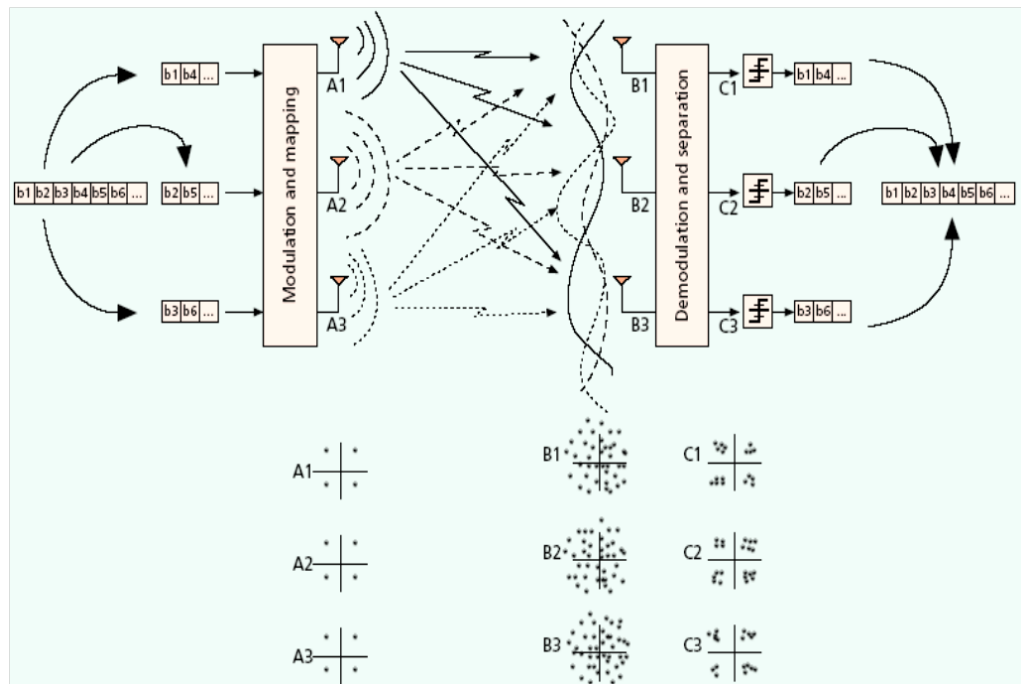 b1 b4 ...
b1 b2 b3 b4 b5 b6 ...
b2 b5 ...
b3 b6 ...
Modulation and mapping
A1
A2
A3
B1
B2
B3
Demodulation and separation
C1
C2
C3
b1 b4 ...
b2 b5 ...
b3 b6 ...
b1 b2 b3 b4 b5 b6 ...
A1
B1
C1
A2
B2
C2
A3
B3
C3